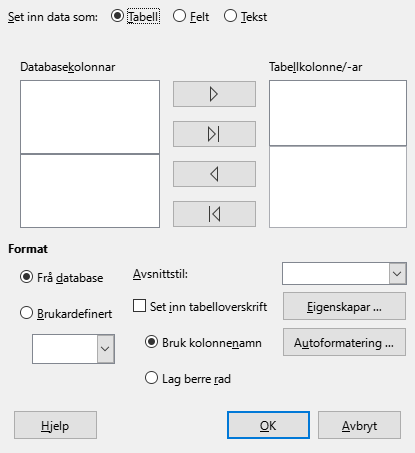 Set inn data som: Tabell Felt Tekst
Databasekolonnar Tabellkolonne/-ar
Format
Frå database Avsnittstil:
Brukardefinert Set inn tabelloverskrift Eigenskapar ...
Bruk kolonnenamn Autoformatering ...
Lag berre rad
Hjelp OK Avbryt